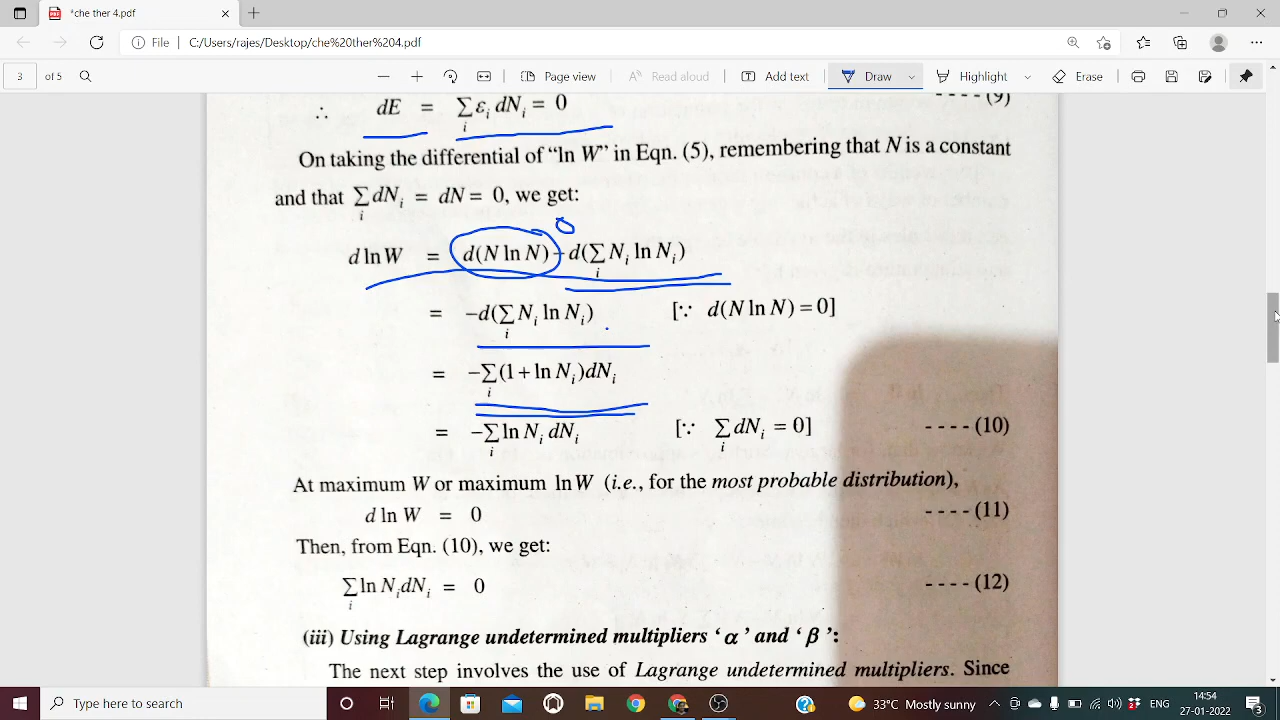 *che ther 4.pdf
File
C:/Users/rajes/Desktop/che%20ther%204.pdf
3 of 5
Page view
Read aloud
Add text
Draw
Highlight
Erase
∴ dE = ∑ᵢ εᵢ dNᵢ = 0 ---- (9)
On taking the differential of “ln W” in Eqn. (5), remembering that N is a constant
and that ∑ᵢ dNᵢ = dN = 0, we get:
0
d ln W = d(N ln N) - d(∑ᵢ Nᵢ ln Nᵢ)
= -d(∑ᵢ Nᵢ ln Nᵢ) [∵ d(N ln N) = 0]
= -∑ᵢ (1 + ln Nᵢ)dNᵢ
= -∑ᵢ ln Nᵢ dNᵢ [∵ ∑ᵢ dNᵢ = 0] ---- (10)
At maximum W or maximum ln W (i.e., for the most probable distribution),
d ln W = 0 ---- (11)
Then, from Eqn. (10), we get:
∑ᵢ ln Nᵢ dNᵢ = 0 ---- (12)
(iii) Using Lagrange undetermined multipliers ‘ α ’ and ‘ β ’:
The next step involves the use of Lagrange undetermined multipliers. Since
Type here to search
33°C Mostly sunny
14:54
27-01-2022